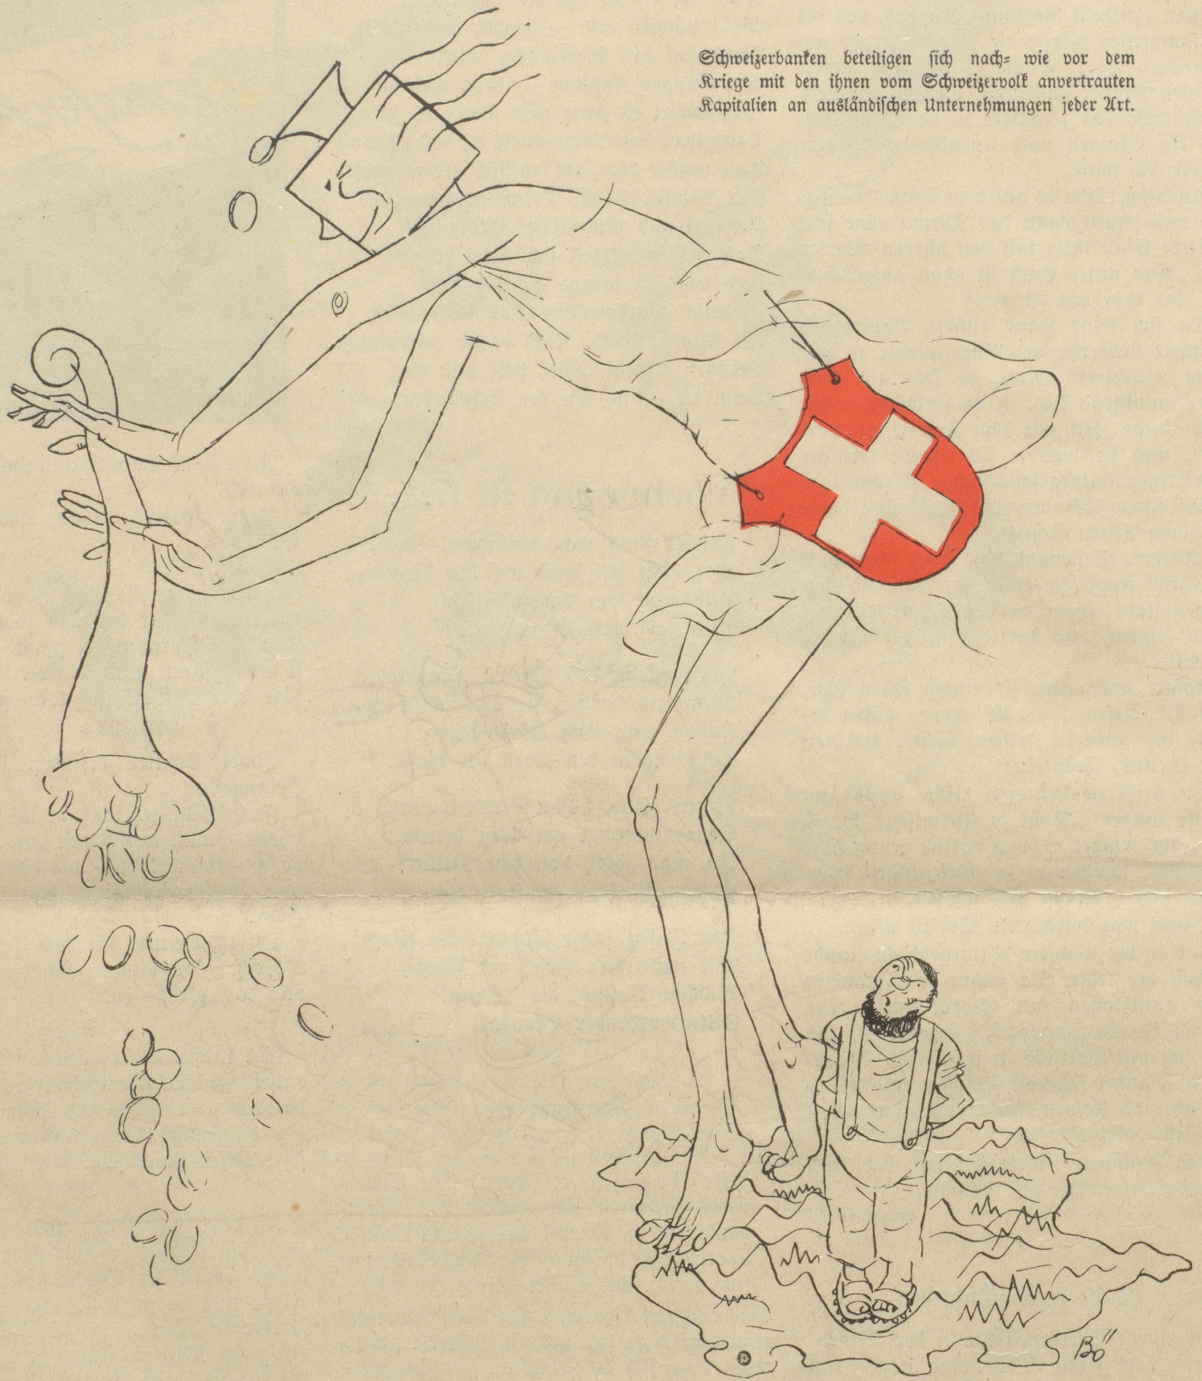 Schweizerbanken beteiligen sich nach= wie vor dem
Kriege mit den ihnen vom Schweizervolk anvertrauten
Kapitalien an ausländischen Unternehmungen jeder Art.
Bö